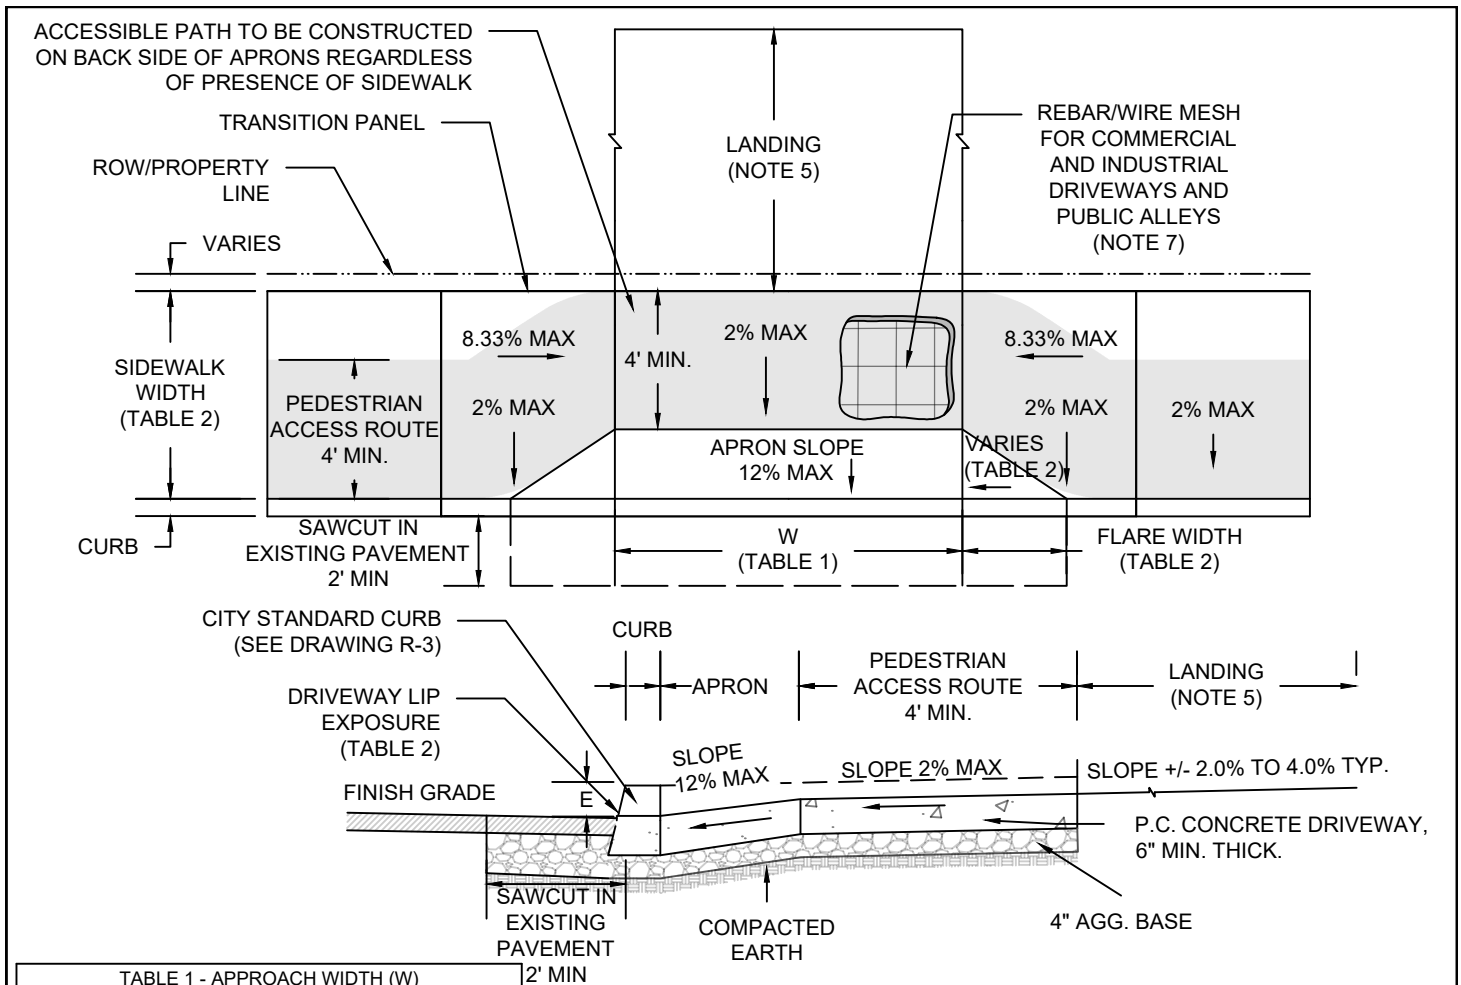 ACCESSIBLE PATH TO BE CONSTRUCTED
ON BACK SIDE OF APRONS REGARDLESS
OF PRESENCE OF SIDEWALK
TRANSITION PANEL
ROW/PROPERTY
LINE
VARIES
LANDING
(NOTE 5)
REBAR/WIRE MESH
FOR COMMERCIAL
AND INDUSTRIAL
DRIVEWAYS AND
PUBLIC ALLEYS
(NOTE 7)
SIDEWALK
WIDTH
(TABLE 2)
8.33% MAX
4' MIN.
2% MAX
8.33% MAX
PEDESTRIAN
ACCESS ROUTE
4' MIN.
2% MAX
2% MAX
2% MAX
APRON SLOPE
12% MAX
VARIES
(TABLE 2)
CURB
SAWCUT IN
EXISTING PAVEMENT
2' MIN
W
(TABLE 1)
FLARE WIDTH
(TABLE 2)
CITY STANDARD CURB
(SEE DRAWING R-3)
CURB
DRIVEWAY LIP
EXPOSURE
(TABLE 2)
APRON
PEDESTRIAN
ACCESS ROUTE
4' MIN.
LANDING
(NOTE 5)
SLOPE
12% MAX
SLOPE 2% MAX
SLOPE +/- 2.0% TO 4.0% TYP.
FINISH GRADE
E
P.C. CONCRETE DRIVEWAY,
6" MIN. THICK.
SAWCUT IN
EXISTING
PAVEMENT
2' MIN
COMPACTED
EARTH
4" AGG. BASE
TABLE 1 - APPROACH WIDTH (W)